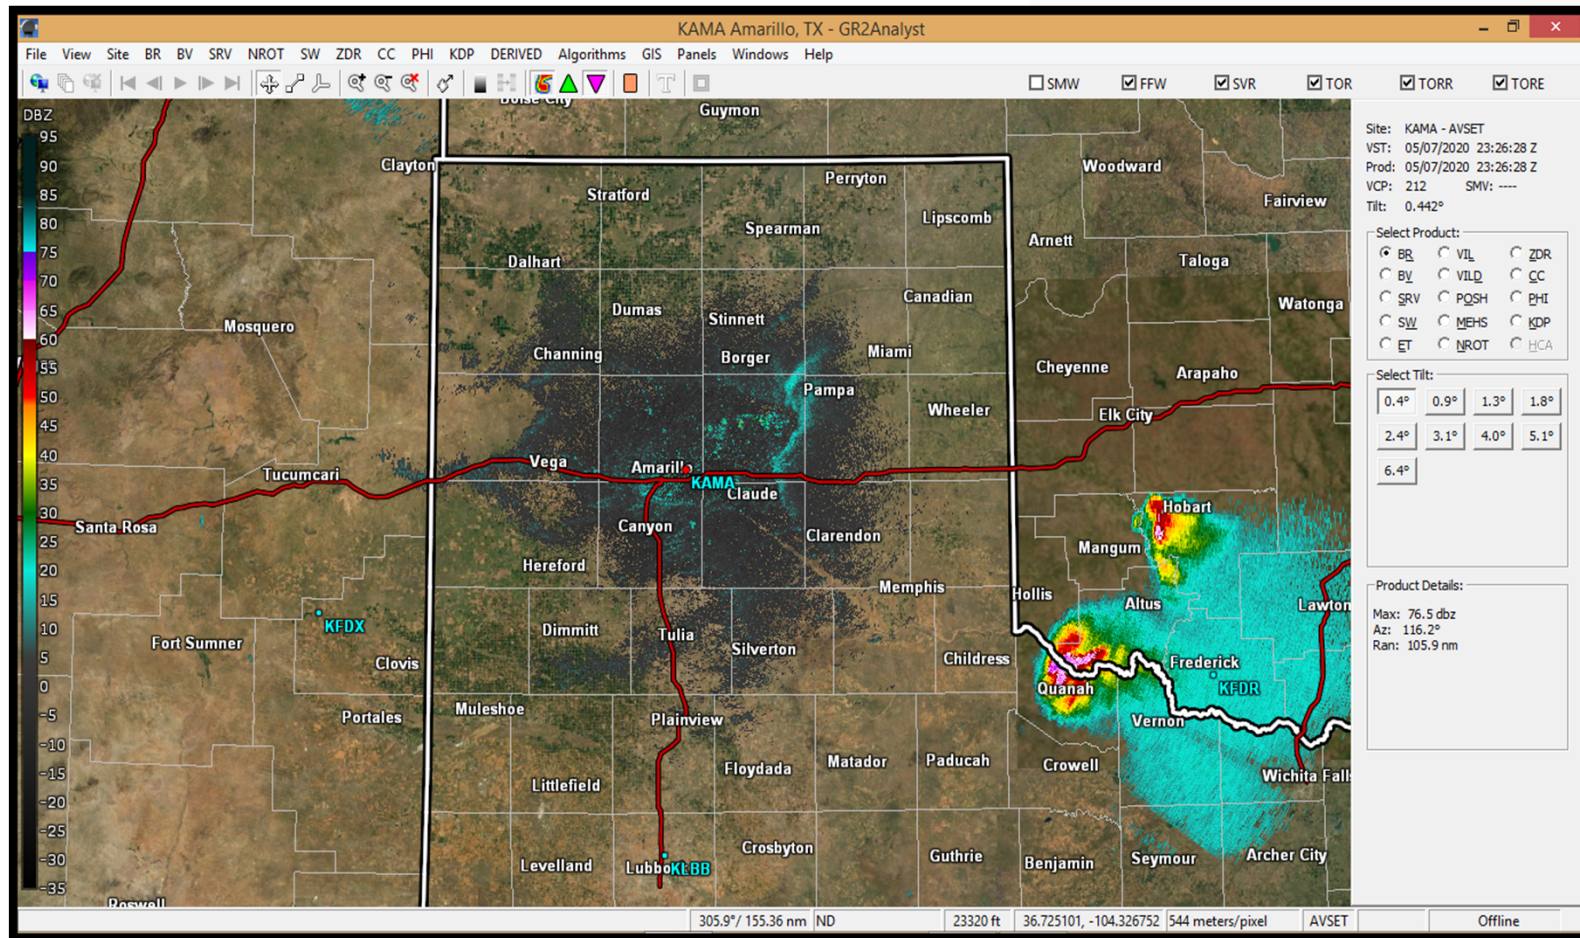 KAMA Amarillo, TX - GR2Analyst
File View Site BR BV SRV NROT SW ZDR CC PHI KDP DERIVED Algorithms GIS Panels Windows Help
SMW FFW SVR TOR TORR TORE
DBZ
95
90
85
80
75
70
65
60
55
50
45
40
35
30
25
20
15
10
5
0
-5
-10
-15
-20
-25
-30
-35
Boise City
Guymon
Clayton
Woodward
Stratford
Perryton
Fairview
Lipscomb
Spearman
Arnett
Dalhart
Taloga
Canadian
Watonga
Dumas
Stinnett
Mosquero
Channing
Borger
Miami
Cheyenne
Arapaho
Pampa
Wheeler
Elk City
Vega
Amarillo
Tucumcari
KAMA
Claude
Hobart
Santa Rosa
Canyon
Clarendon
Mangum
Hereford
Memphis
Hollis
Altus
Lawton
KFDX
Dimmitt
Tulia
Fort Sumner
Silverton
Clovis
Childress
Frederick
Quanah
KFDR
Muleshoe
Portales
Plainview
Vernon
Floydada
Matador
Paducah
Crowell
Littlefield
Wichita Fall
Crosbyton
Levelland
Lubbo
KLBB
Guthrie
Benjamin
Seymour
Archer City
Roswell
Site: KAMA - AVSET
VST: 05/07/2020 23:26:28 Z
Prod: 05/07/2020 23:26:28 Z
VCP: 212 SMV: ----
Tilt: 0.442°
Select Product:
BR VIL ZDR
BV VILD CC
SRV POSH PHI
SW MEHS KDP
ET NROT HCA
Select Tilt:
0.4° 0.9° 1.3° 1.8°
2.4° 3.1° 4.0° 5.1°
6.4°
Product Details:
Max: 76.5 dbz
Az: 116.2°
Ran: 105.9 nm
305.9°/ 155.36 nm ND 23320 ft 36.725101, -104.326752 544 meters/pixel AVSET Offline